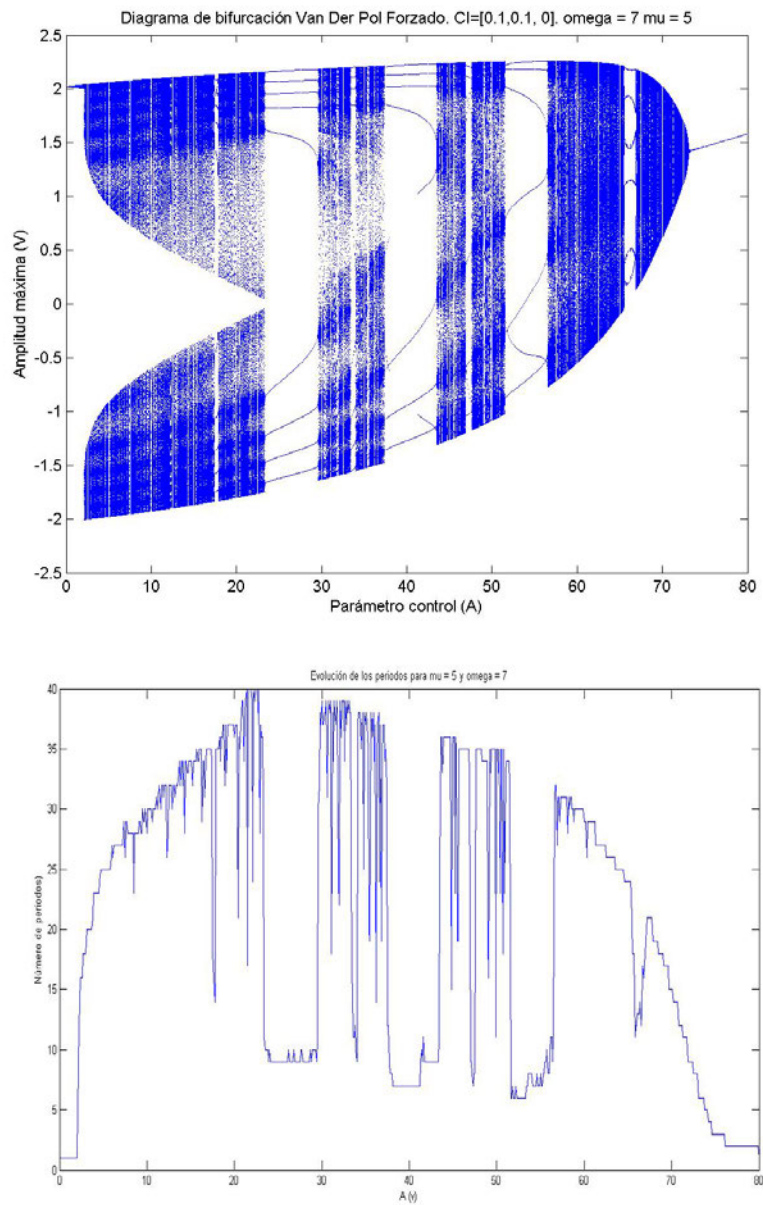 Diagrama de bifurcación Van Der Pol Forzado. CI=[0.1,0.1, 0]. omega = 7 mu = 5
2.5
2
1.5
1
0.5
0
-0.5
-1
-1.5
-2
-2.5
Amplitud máxima (V)
0 10 20 30 40 50 60 70 80
Parámetro control (A)
Evolución de los periodos para mu = 5 y omega = 7
40
35
30
25
20
15
10
5
0
Número de periodos)
0 10 20 30 40 50 60 70 80
A (v)